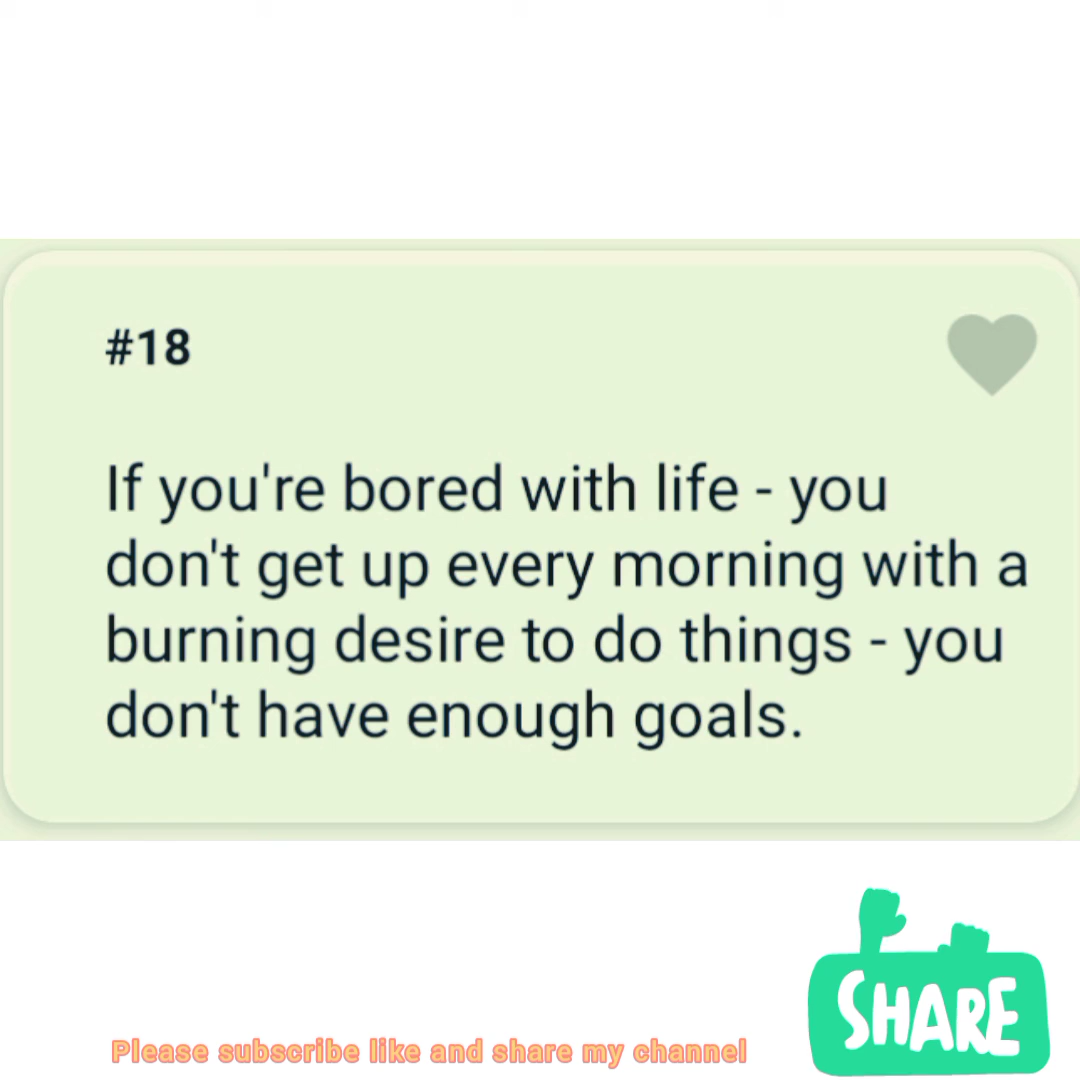 #18
If you're bored with life - you
don't get up every morning with a
burning desire to do things - you
don't have enough goals.
SHARE
Please subscribe like and share my channel